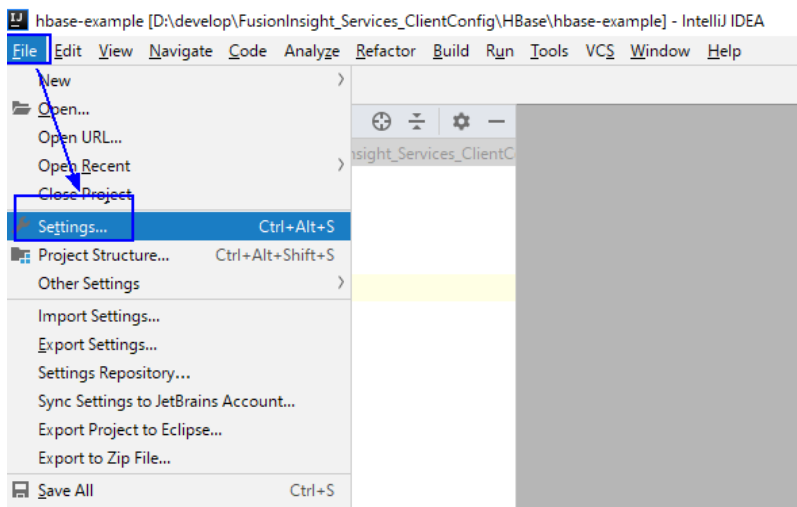 hbase-example [D:\develop\FusionInsight_Services_ClientConfig\HBase\hbase-example] - IntelliJ IDEA
File Edit View Navigate Code Analyze Refactor Build Run Tools VCS Window Help
New
Open...
Open URL...
nsight_Services_ClientC
Open Recent
Close Project
Settings... Ctrl+Alt+S
Project Structure... Ctrl+Alt+Shift+S
Other Settings
Import Settings...
Export Settings...
Settings Repository...
Sync Settings to JetBrains Account...
Export Project to Eclipse...
Export to Zip File...
Save All Ctrl+S